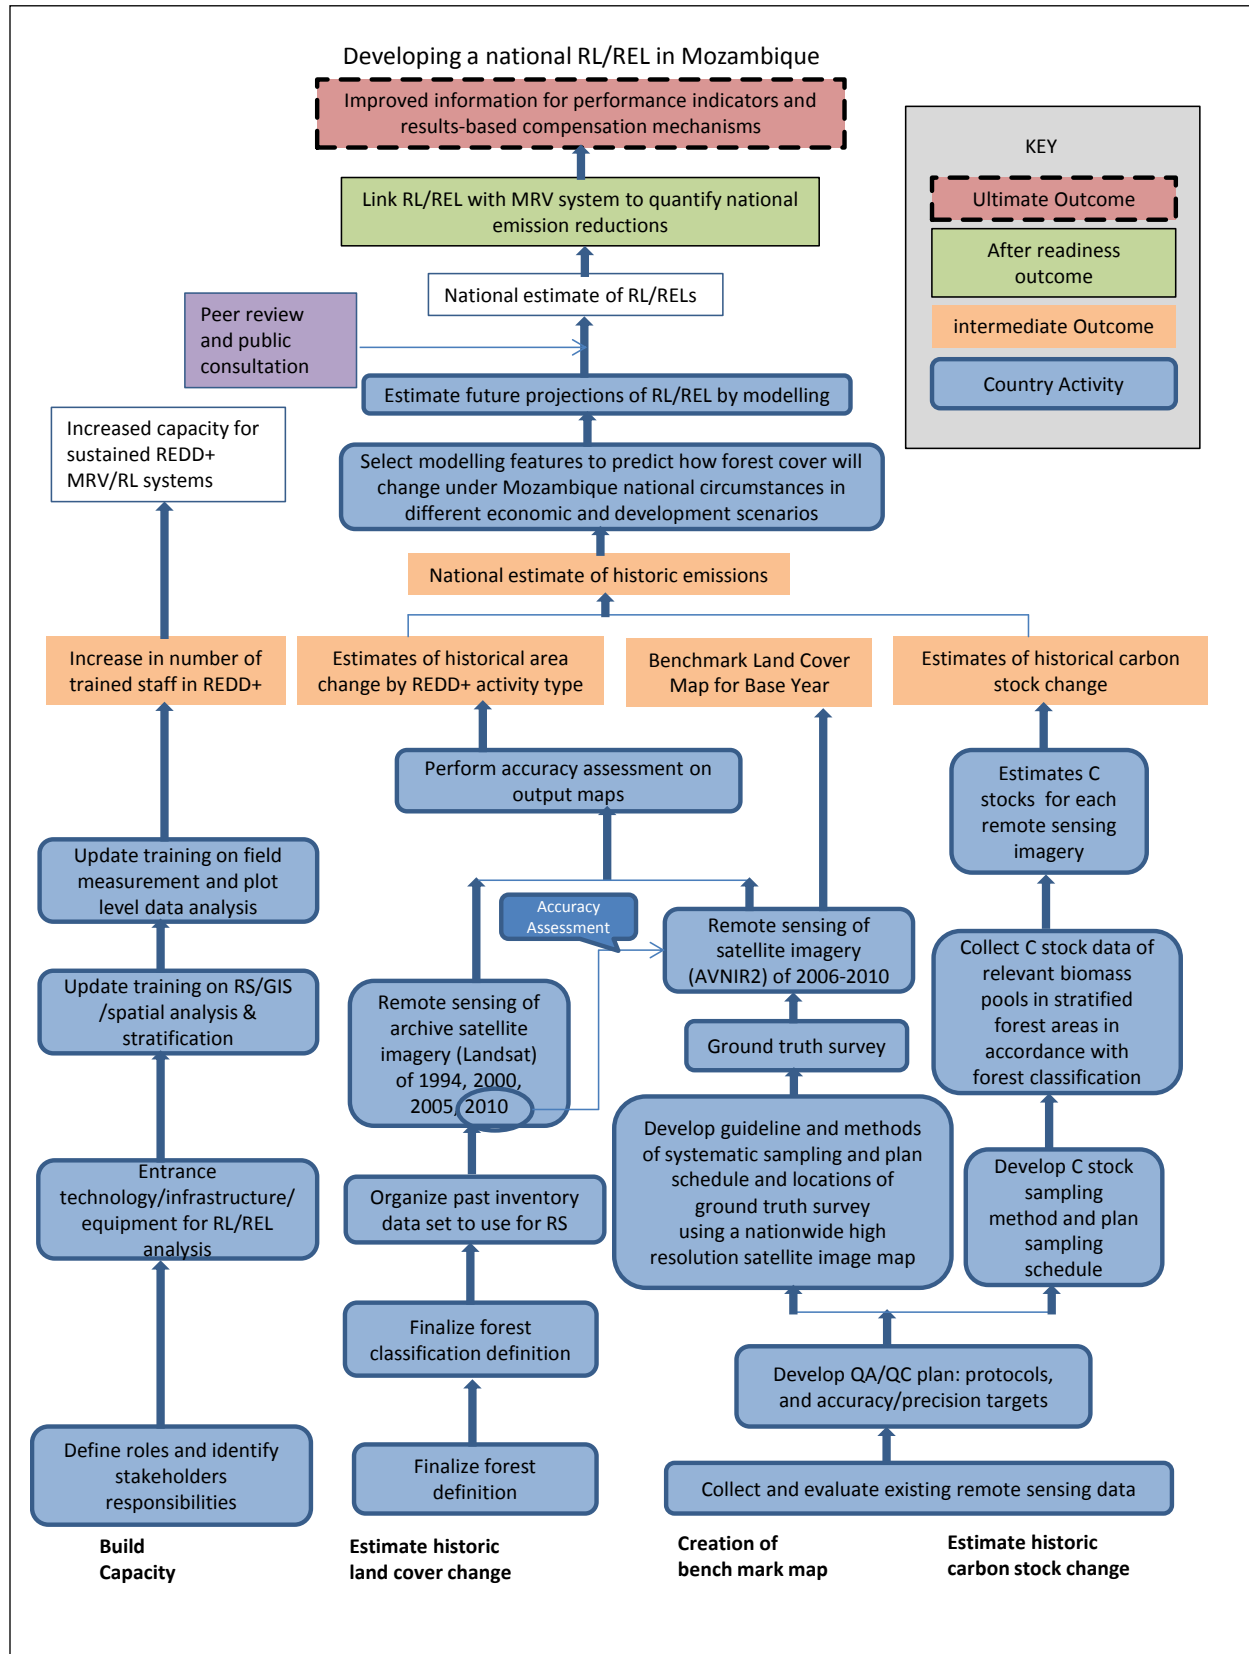 Developing a national RL/REL in Mozambique
Improved information for performance indicators and
results-based compensation mechanisms
Link RL/REL with MRV system to quantify national
emission reductions
National estimate of RL/RELs
Peer review
and public
consultation
Estimate future projections of RL/REL by modelling
Select modelling features to predict how forest cover will
change under Mozambique national circumstances in
different economic and development scenarios
National estimate of historic emissions
KEY
Ultimate Outcome
After readiness
outcome
intermediate Outcome
Country Activity
Increased capacity for
sustained REDD+
MRV/RL systems
Increase in number of
trained staff in REDD+
Update training on field
measurement and plot
level data analysis
Update training on RS/GIS
/spatial analysis &
stratification
Entrance
technology/infrastructure/
equipment for RL/REL
analysis
Define roles and identify
stakeholders
responsibilities
Build
Capacity
Estimates of historical area
change by REDD+ activity type
Perform accuracy assessment on
output maps
Accuracy
Assessment
Remote sensing of
archive satellite
imagery (Landsat)
of 1994, 2000,
2005, 2010
Organize past inventory
data set to use for RS
Finalize forest
classification definition
Finalize forest
definition
Estimate historic
land cover change
Benchmark Land Cover
Map for Base Year
Remote sensing of
satellite imagery
(AVNIR2) of 2006-2010
Ground truth survey
Develop guideline and methods
of systematic sampling and plan
schedule and locations of
ground truth survey
using a nationwide high
resolution satellite image map
Estimates of historical carbon
stock change
Estimates C
stocks for each
remote sensing
imagery
Collect C stock data of
relevant biomass
pools in stratified
forest areas in
accordance with
forest classification
Develop C stock
sampling
method and plan
sampling
schedule
Develop QA/QC plan: protocols,
and accuracy/precision targets
Collect and evaluate existing remote sensing data
Creation of
bench mark map
Estimate historic
carbon stock change